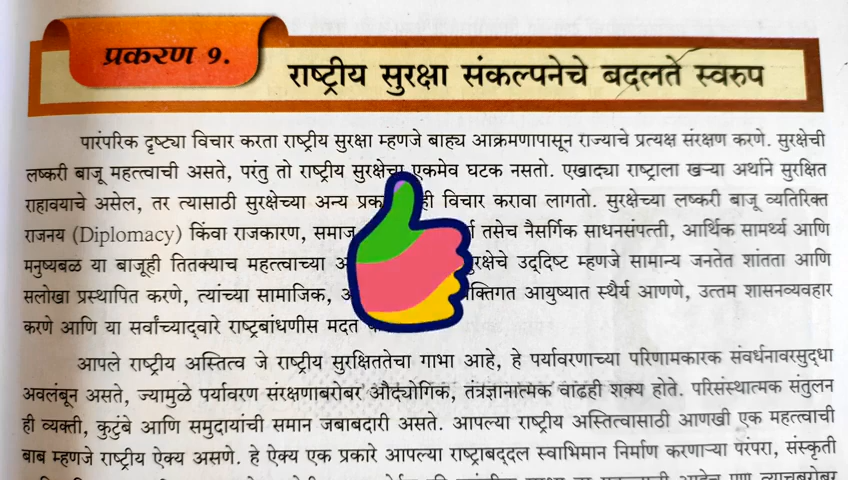 प्रकरण ९.
राष्ट्रीय सुरक्षा संकल्पनेचे बदलते स्वरुप
पारंपरिक दृष्ट्या विचार करता राष्ट्रीय सुरक्षा म्हणजे बाह्य आक्रमणापासून राज्याचे प्रत्यक्ष संरक्षण करणे. सुरक्षेची
लष्करी बाजू महत्त्वाची असते, परंतु तो राष्ट्रीय सुरक्षेचा एकमेव घटक नसतो. एखाद्या राष्ट्राला खऱ्या अर्थाने सुरक्षित
राहावयाचे असेल, तर त्यासाठी सुरक्षेच्या अन्य ही विचार करावा लागतो. सुरक्षेच्या लष्करी बाजू व्यतिरिक्त
राजनय (Diplomacy) किंवा राजकारण, समाज तसेच नैसर्गिक साधनसंपत्ती, आर्थिक सामर्थ्य आणि
मनुष्यबळ या बाजूही तितक्याच महत्वाच्या उद्दिष्ट म्हणजे सामान्य जनतेत शांतता आणि
सलोखा प्रस्थापित करणे, त्यांच्या सामाजिक, आयुष्यात स्थैर्य आणणे, उत्तम शासनव्यवहार
करणे आणि या सर्वांच्याद्वारे राष्ट्रबांधणीस मदत
आपले राष्ट्रीय अस्तित्व जे राष्ट्रीय सुरक्षिततेचा गाभा आहे, हे पर्यावरणाच्या परिणामकारक संवर्धनावरसुद्धा
अवलंबून असते, ज्यामुळे पर्यावरण संरक्षणाबरोबर औद्योगिक, तंत्रज्ञानात्मक वाढही शक्य होते. परिसंस्थात्मक संतुलन
ही व्यक्ती, कुटुंबे आणि समुदायांची समान जबाबदारी असते. आपल्या राष्ट्रीय अस्तित्वासाठी आणखी एक महत्वाची
बाब म्हणजे राष्ट्रीय ऐक्य असणे. हे ऐक्य एक प्रकारे आपल्या राष्ट्राबद्दल स्वाभिमान निर्माण करणाऱ्या परंपरा, संस्कृती